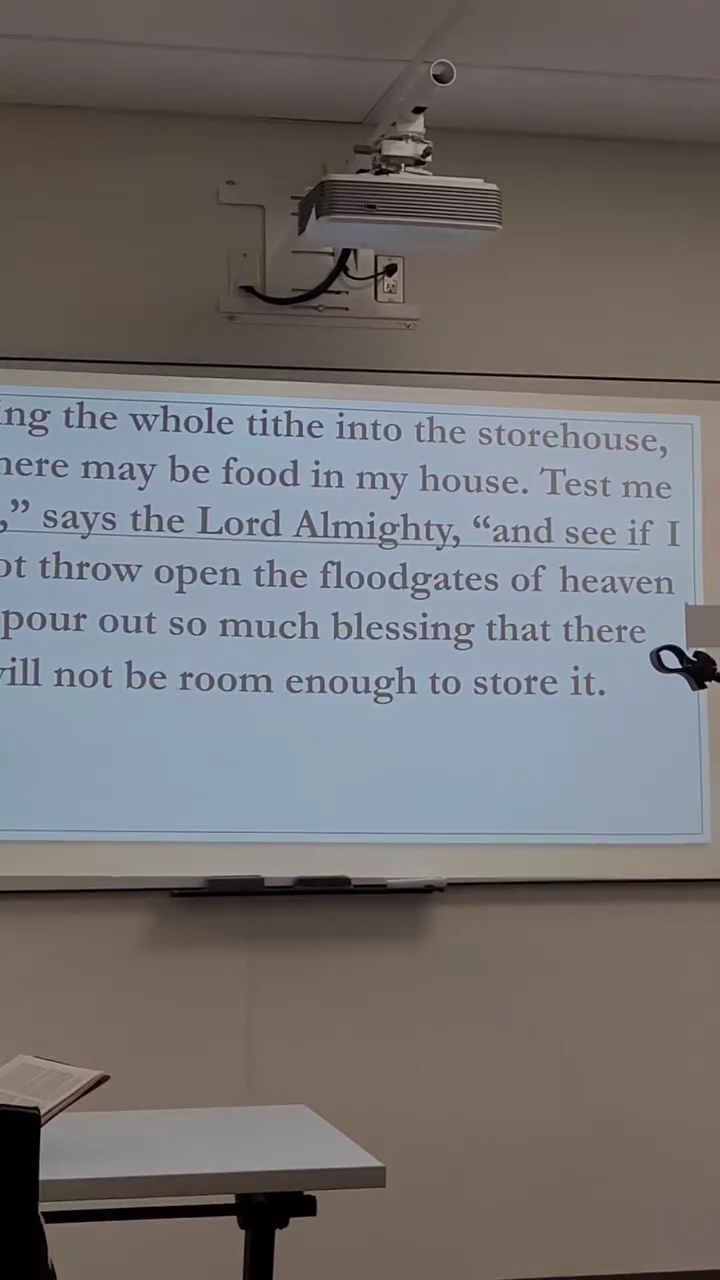 ing the whole tithe into the storehouse,
here may be food in my house. Test me
,” says the Lord Almighty, “and see if I
ot throw open the floodgates of heaven
pour out so much blessing that there
ill not be room enough to store it.